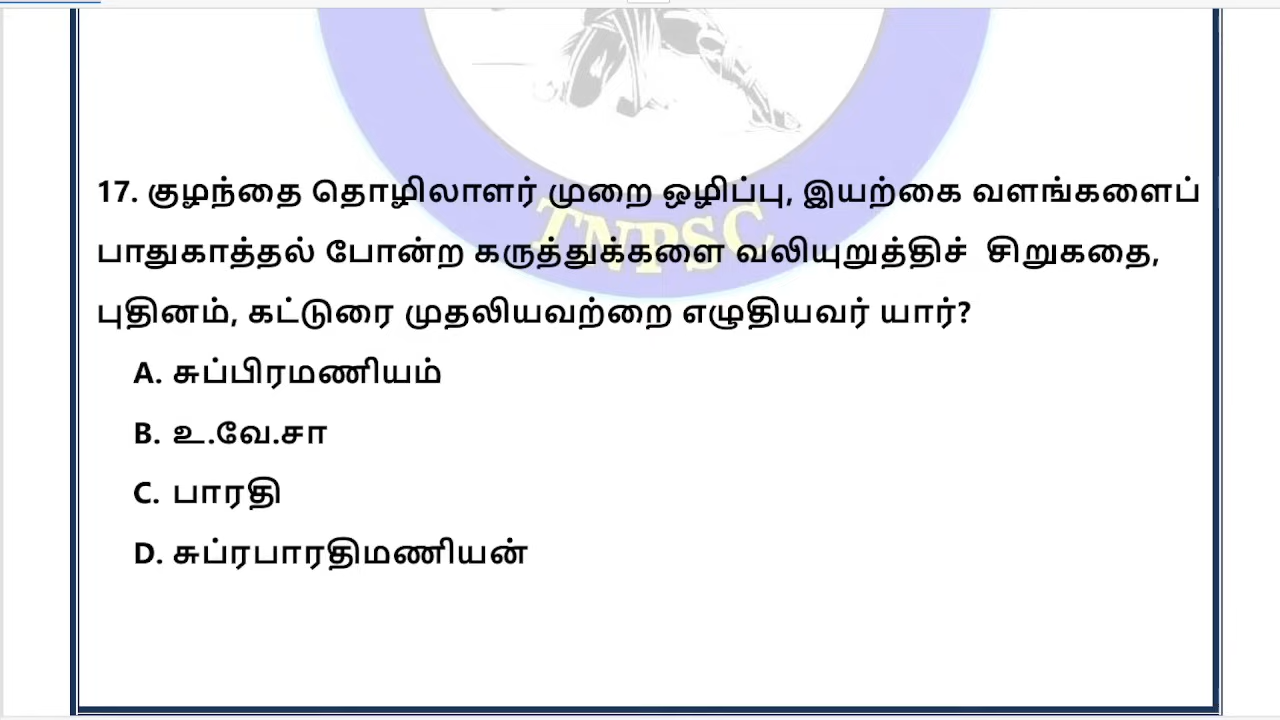 TNPSC
17. குழந்தை தொழிலாளர் முறை ஒழிப்பு, இயற்கை வளங்களைப்
பாதுகாத்தல் போன்ற கருத்துக்களை வலியுறுத்திச் சிறுகதை,
புதினம், கட்டுரை முதலியவற்றை எழுதியவர் யார்?
A. சுப்பிரமணியம்
B. உ.வே.சா
C. பாரதி
D. சுப்ரபாரதிமணியன்